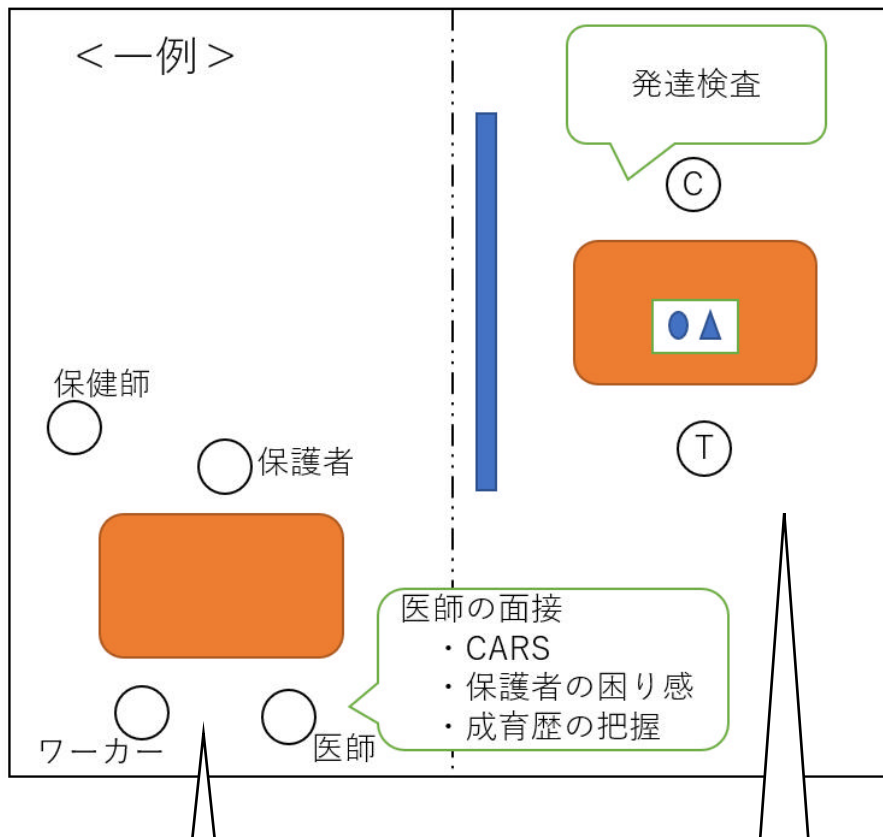 ＜一例＞
発達検査
C
T
保健師
保護者
医師の面接
・CARS
・保護者の困り感
・成育歴の把握
ワーカー
医師